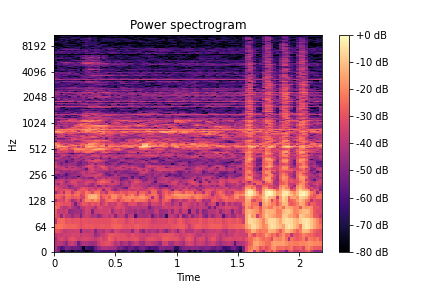 Power spectrogram
Hz
8192
4096
2048
1024
512
256
128
64
0
0
0.5
1
1.5
2
Time
+0 dB
-10 dB
-20 dB
-30 dB
-40 dB
-50 dB
-60 dB
-70 dB
-80 dB